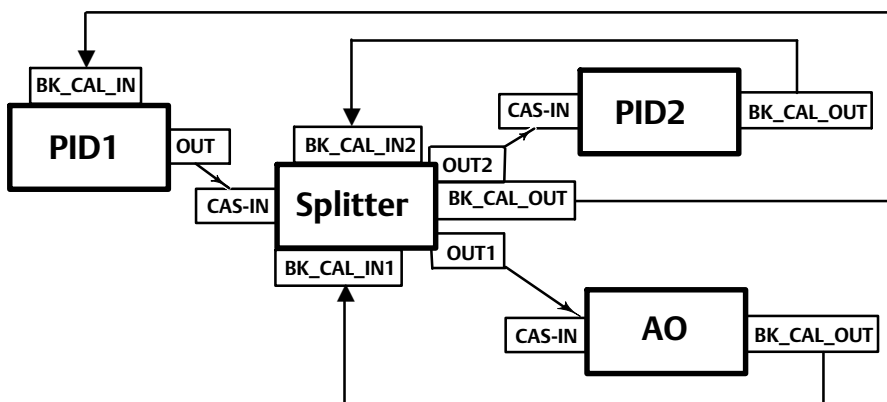 BK_CAL_IN
PID1
OUT
CAS-IN
BK_CAL_IN2
Splitter
BK_CAL_IN1
OUT2
BK_CAL_OUT
OUT1
CAS-IN
PID2
BK_CAL_OUT
CAS-IN
AO
BK_CAL_OUT